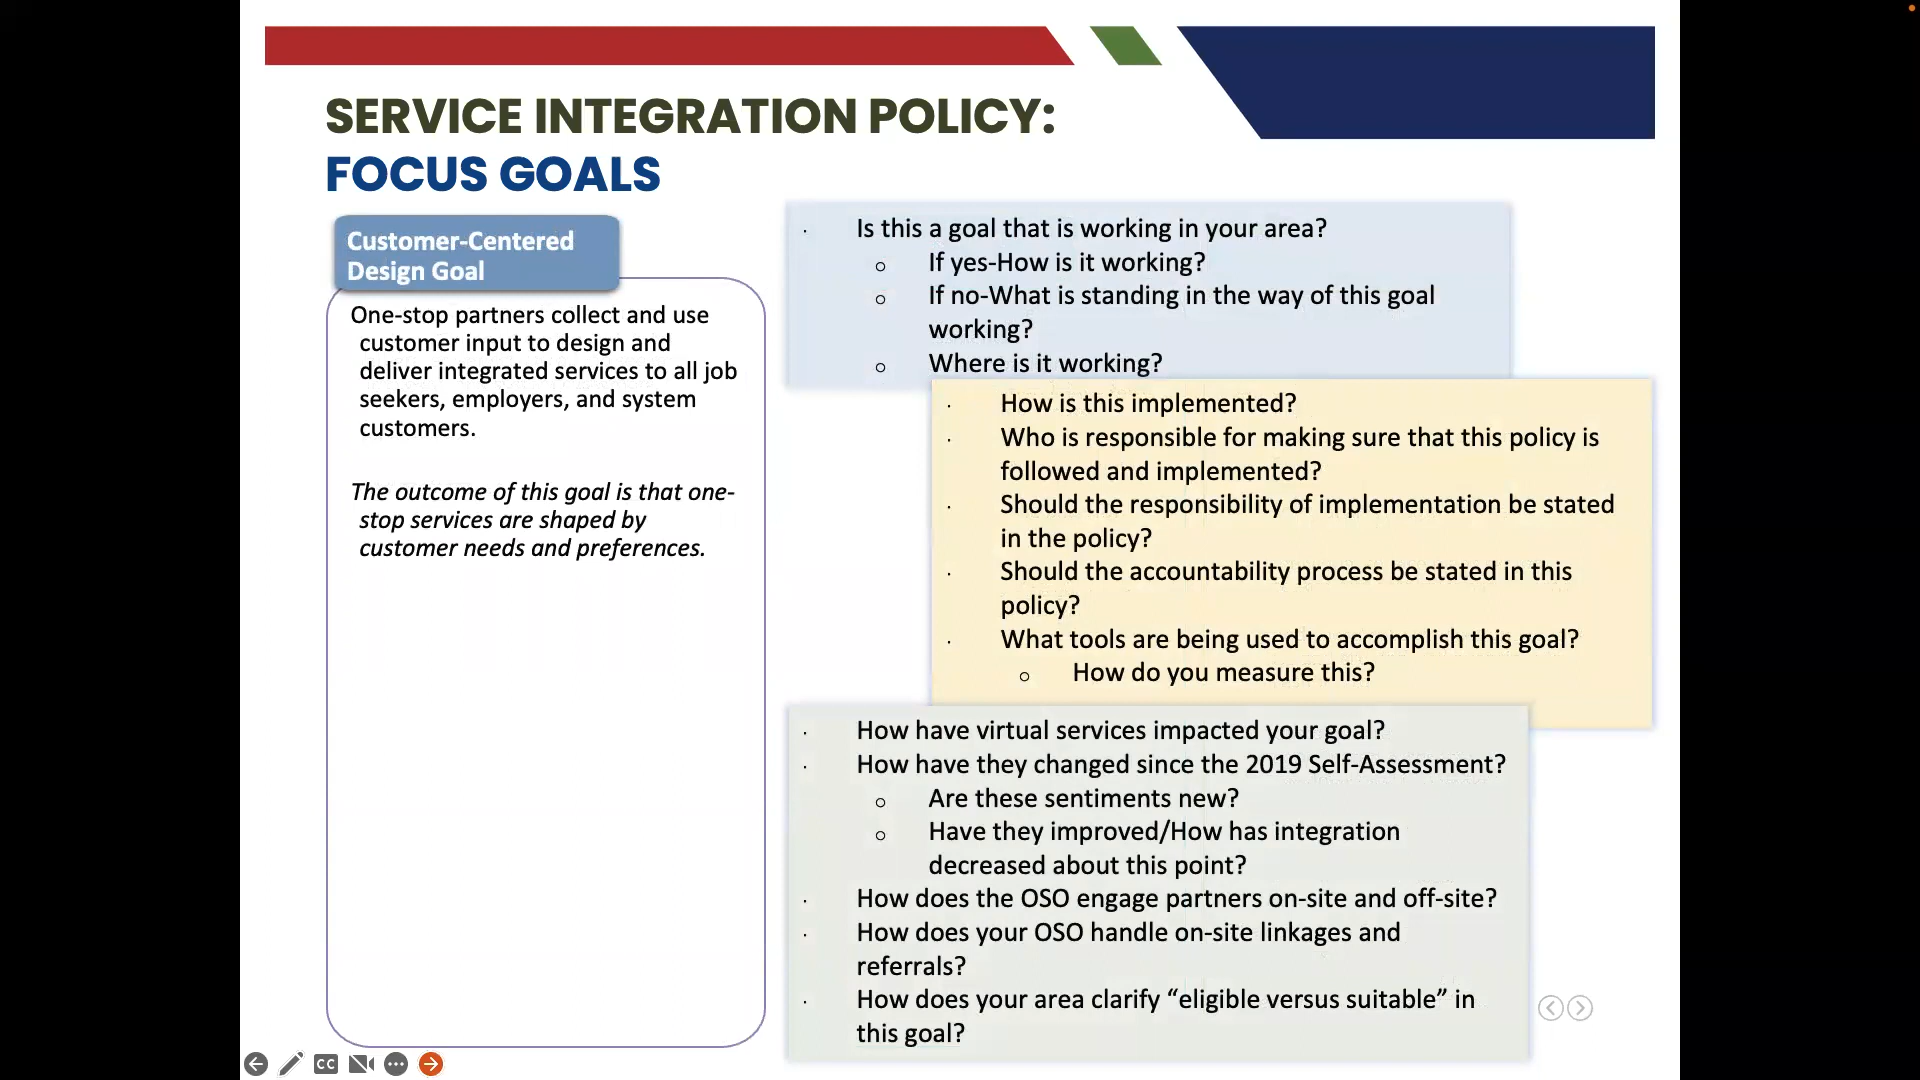 SERVICE INTEGRATION POLICY:
FOCUS GOALS
Customer-Centered
Design Goal
One-stop partners collect and use
customer input to design and
deliver integrated services to all job
seekers, employers, and system
customers.
The outcome of this goal is that one-
stop services are shaped by
customer needs and preferences.
· Is this a goal that is working in your area?
o If yes-How is it working?
o If no-What is standing in the way of this goal
working?
o Where is it working?
· How is this implemented?
· Who is responsible for making sure that this policy is
followed and implemented?
· Should the responsibility of implementation be stated
in the policy?
· Should the accountability process be stated in this
policy?
· What tools are being used to accomplish this goal?
o How do you measure this?
· How have virtual services impacted your goal?
· How have they changed since the 2019 Self-Assessment?
o Are these sentiments new?
o Have they improved/How has integration
decreased about this point?
· How does the OSO engage partners on-site and off-site?
· How does your OSO handle on-site linkages and
referrals?
· How does your area clarify “eligible versus suitable” in
this goal?
CC